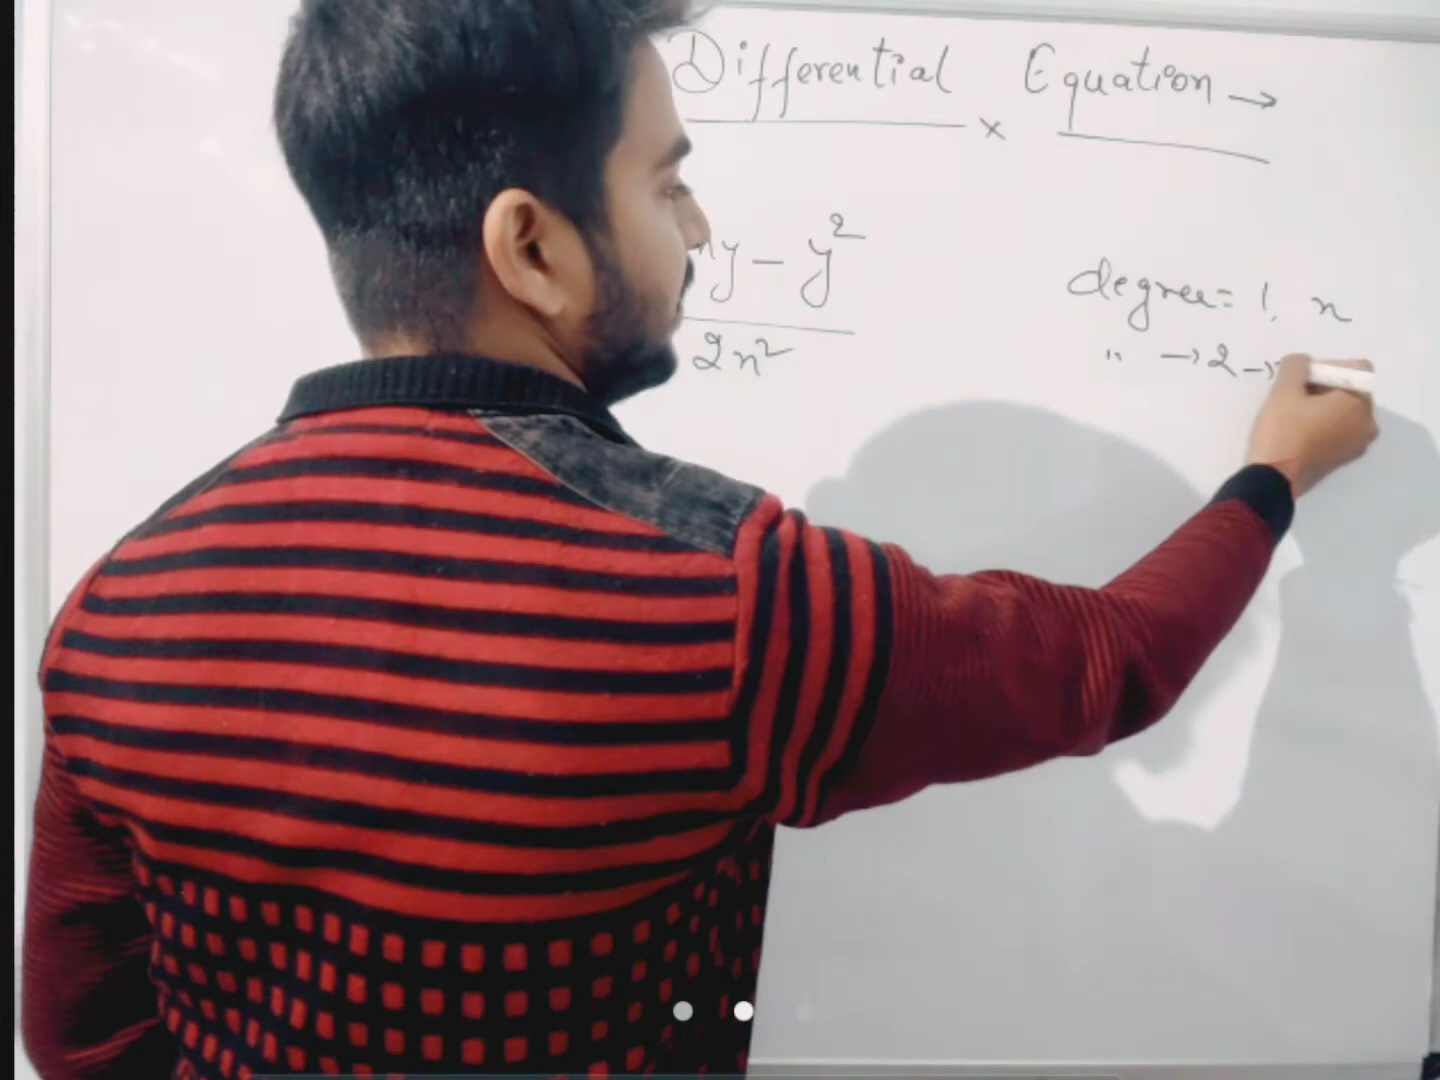 Differential Equation →
×
y - y²
2x²
degree = 1, x
" → 2 →